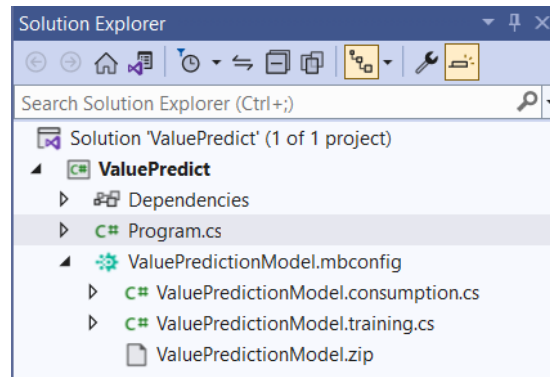 Solution Explorer
Search Solution Explorer (Ctrl+;)
Solution 'ValuePredict' (1 of 1 project)
C# ValuePredict
Dependencies
C# Program.cs
ValuePredictionModel.mbconfig
C# ValuePredictionModel.consumption.cs
C# ValuePredictionModel.training.cs
ValuePredictionModel.zip